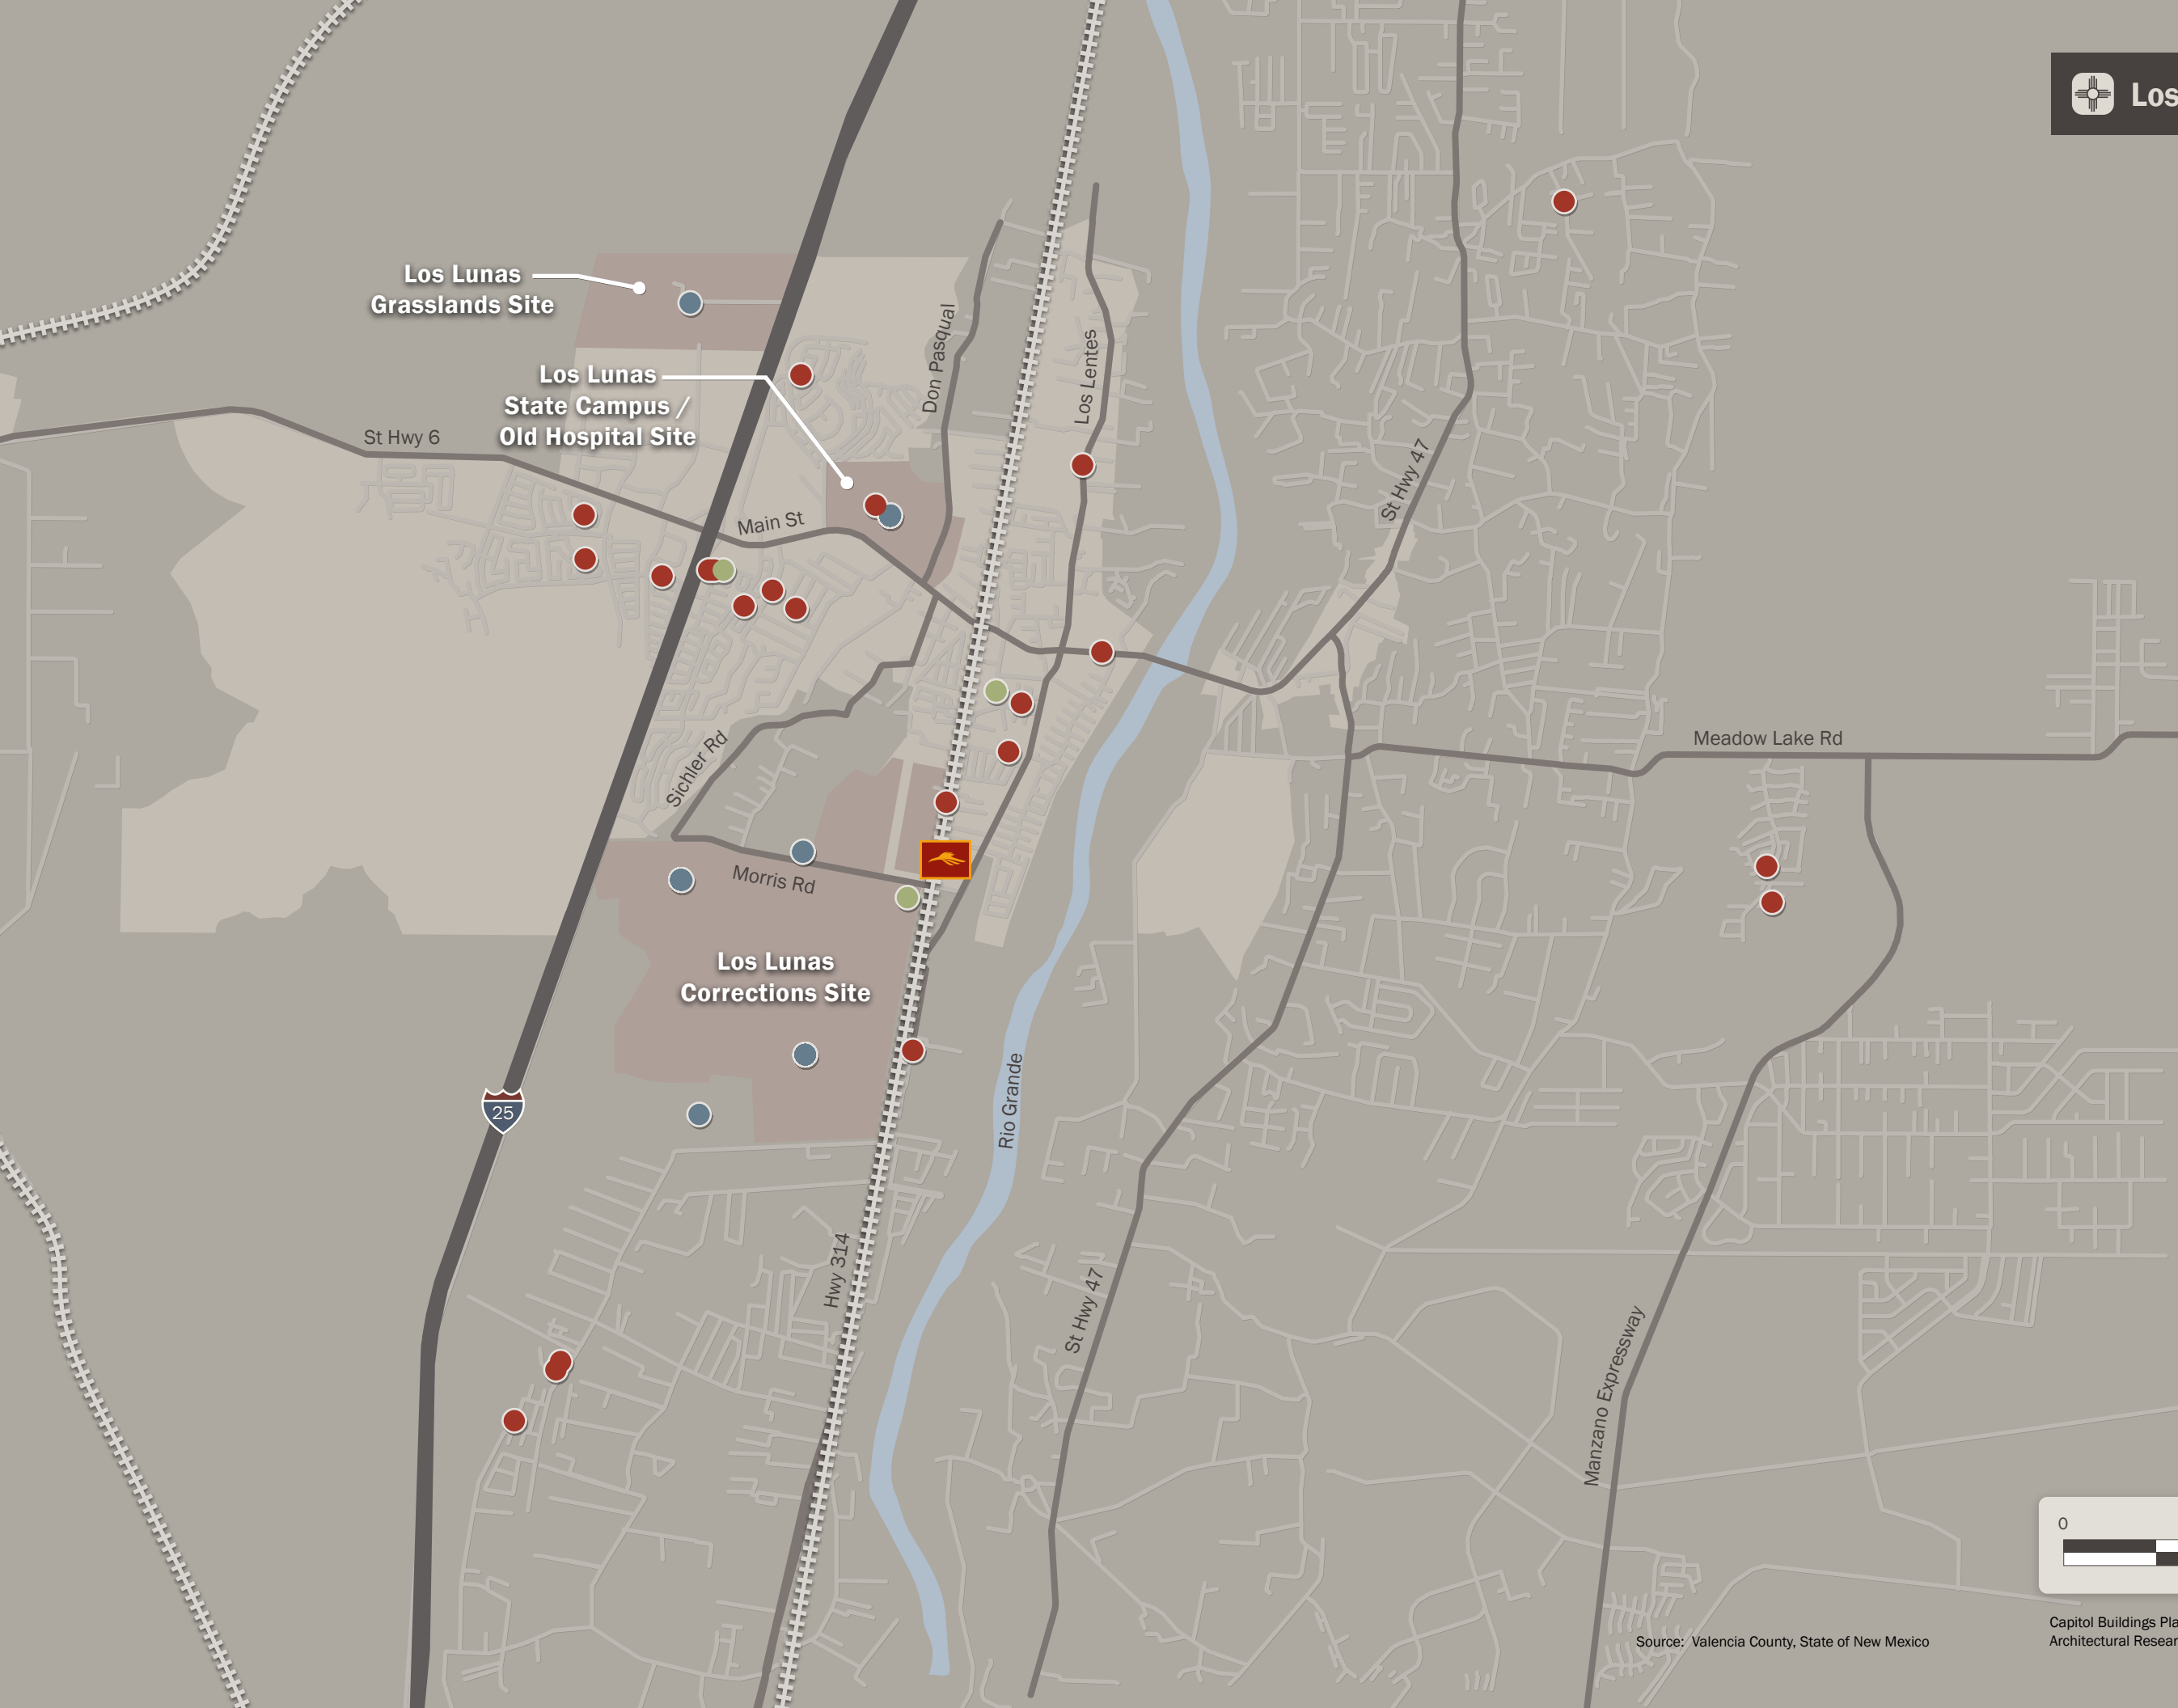 Los
Los Lunas
Grasslands Site
Los Lunas
State Campus /
Old Hospital Site
St Hwy 6
Main St
Don Pasqual
Los Lentes
St Hwy 47
Meadow Lake Rd
Sichler Rd
Morris Rd
Los Lunas
Corrections Site
25
Rio Grande
Hwy 314
St Hwy 47
Manzano Expressway
0
Source: Valencia County, State of New Mexico
Capitol Buildings Pla
Architectural Resear